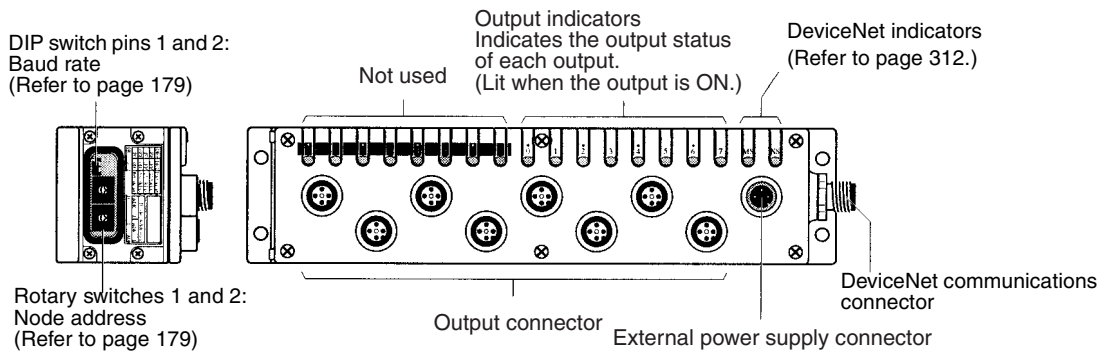 DIP switch pins 1 and 2:
Baud rate
(Refer to page 179)
Not used
Output indicators
Indicates the output status
of each output.
(Lit when the output is ON.)
DeviceNet indicators
(Refer to page 312.)
MS
NS
Rotary switches 1 and 2:
Node address
(Refer to page 179)
Output connector
External power supply connector
DeviceNet communications
connector